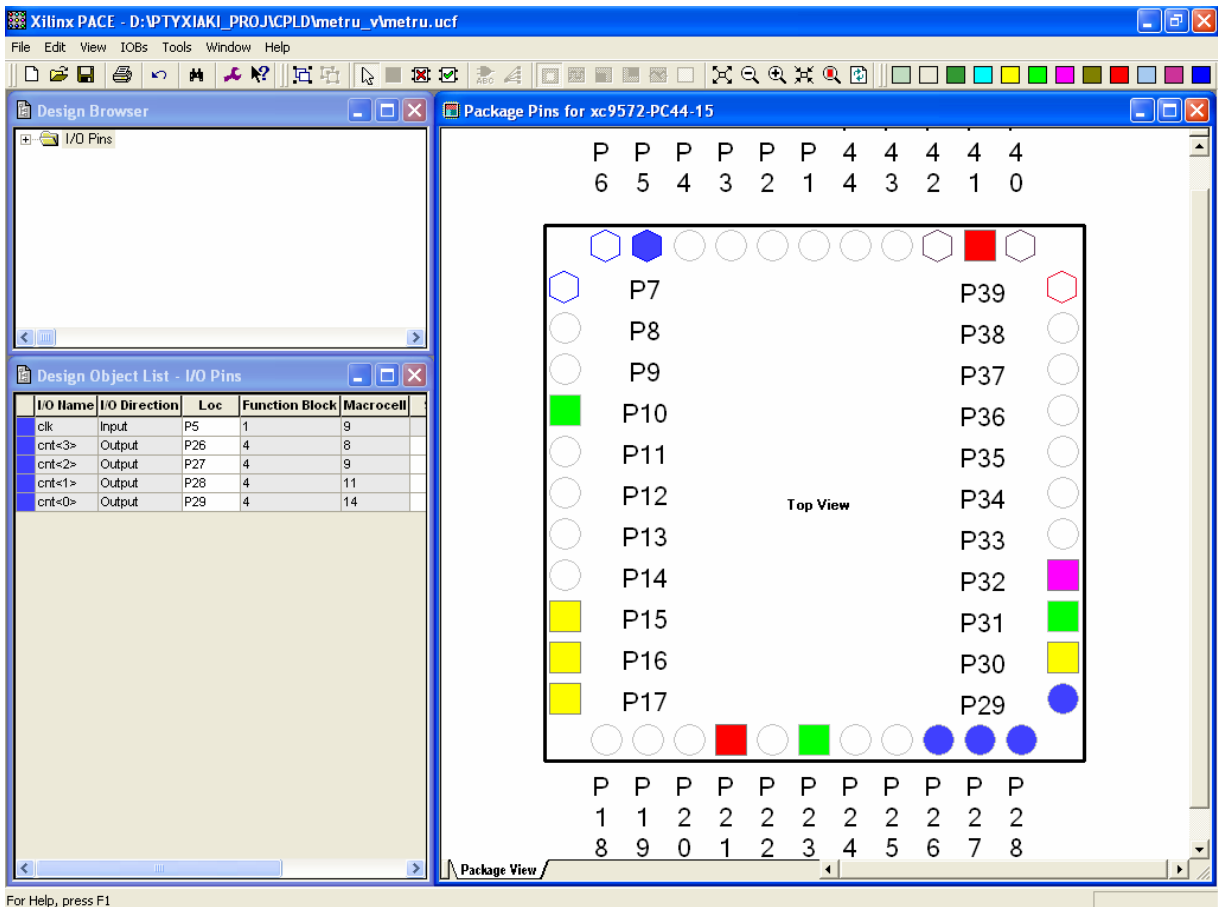 Xilinx PACE - D:\PTYXIAKI_PROJ\CPLD\metru_v\metru.ucf
File Edit View IOBs Tools Window Help
ABC
Design Browser
I/O Pins
Design Object List - I/O Pins
I/O Name I/O Direction Loc Function Block Macrocell
clk Input P5 1 9
cnt<3> Output P26 4 8
cnt<2> Output P27 4 9
cnt<1> Output P28 4 11
cnt<0> Output P29 4 14
Package Pins for xc9572-PC44-15
P P P P P P 4 4 4 4 4
6 5 4 3 2 1 4 3 2 1 0
P7 P39
P8 P38
P9 P37
P10 P36
P11 P35
P12 P34
Top View
P13 P33
P14 P32
P15 P31
P16 P30
P17 P29
P P P P P P P P P P P
1 1 2 2 2 2 2 2 2 2 2
8 9 0 1 2 3 4 5 6 7 8
Package View
For Help, press F1